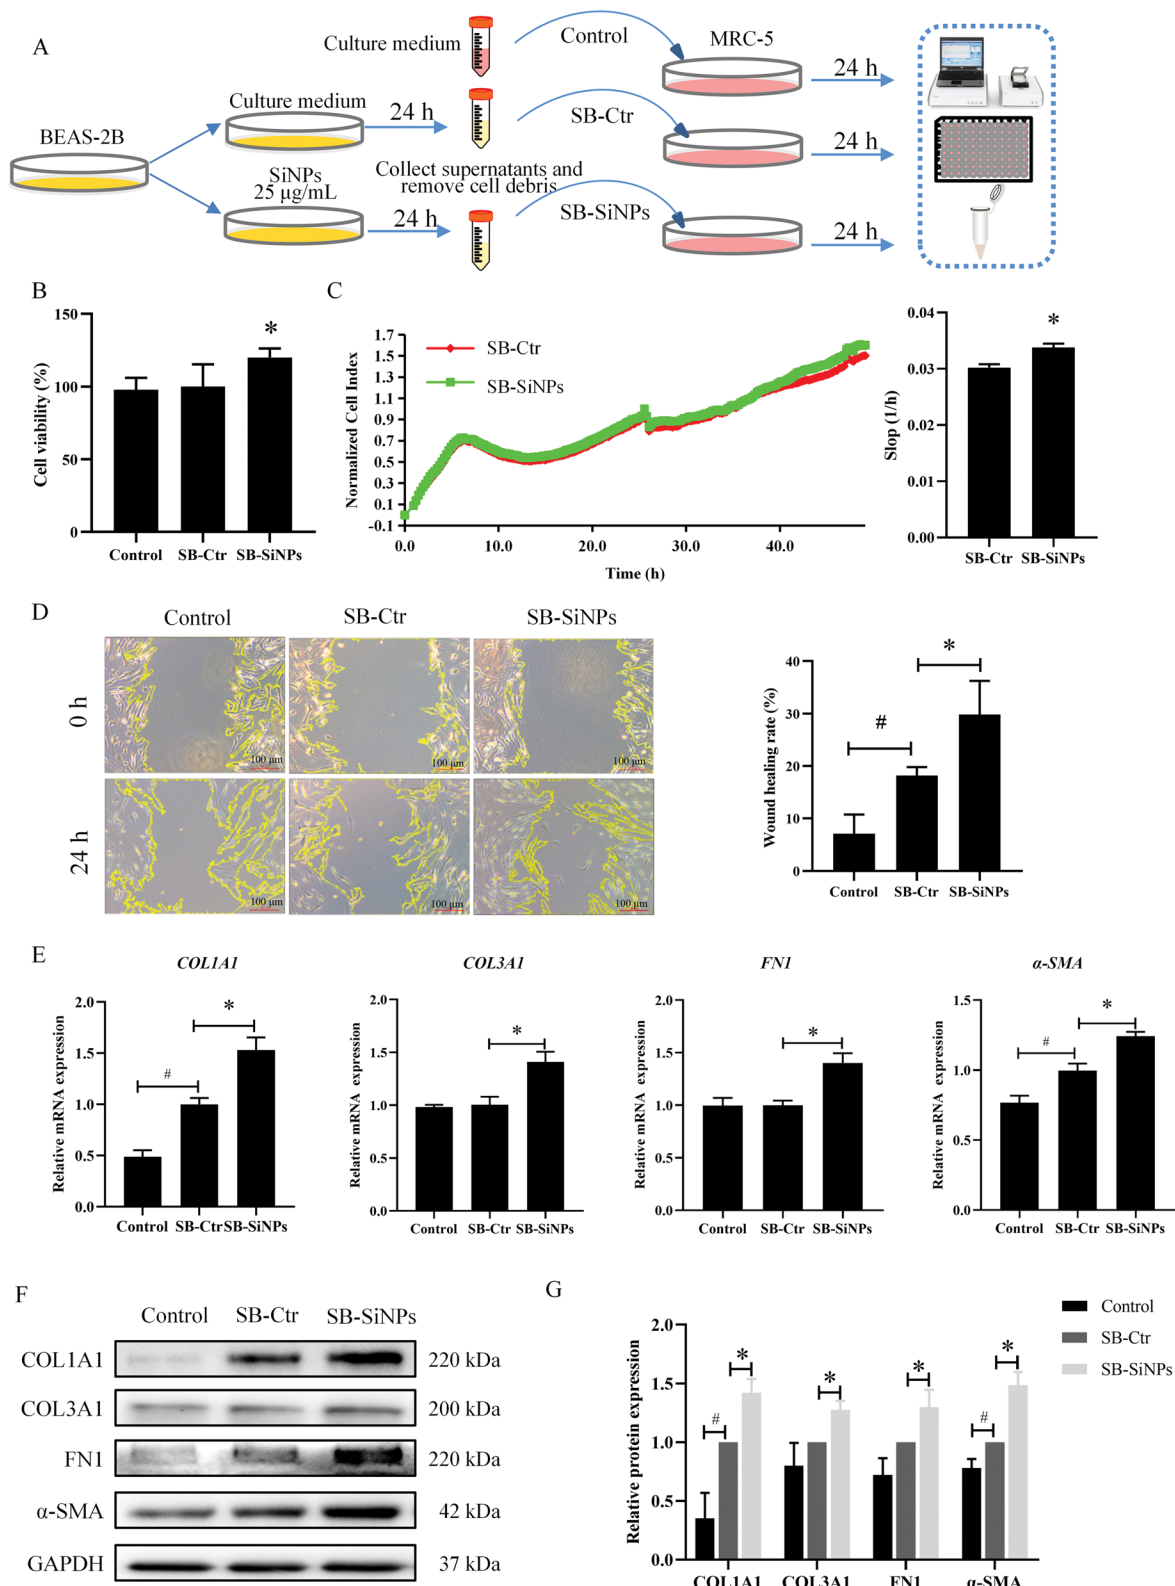 A
Culture medium
Control
MRC-5
24 h
BEAS-2B
Culture medium
24 h
SB-Ctr
24 h
SiNPs
25 μg/mL
Collect supernatants and
remove cell debris
24 h
SB-SiNPs
24 h
B
150
100
50
0
Cell viability (%)
*
Control SB-Ctr SB-SiNPs
C
1.7
1.5
1.3
1.1
0.9
0.7
0.5
0.3
0.1
-0.1
Normalized Cell Index
SB-Ctr
SB-SiNPs
0.0 10.0 20.0 30.0 40.0
Time (h)
0.04
0.03
0.02
0.01
0.00
Slop (1/h)
*
SB-Ctr SB-SiNPs
D
Control SB-Ctr SB-SiNPs
0 h
100 μm 100 μm 100 μm
24 h
100 μm 100 μm 100 μm
40
30
20
10
0
Wound healing rate (%)
#
*
Control SB-Ctr SB-SiNPs
E
COL1A1
2.0
1.5
1.0
0.5
0.0
Relative mRNA expression
#
*
Control SB-Ctr SB-SiNPs
COL3A1
2.0
1.5
1.0
0.5
0.0
Relative mRNA expression
*
Control SB-Ctr SB-SiNPs
FN1
2.0
1.5
1.0
0.5
0.0
Relative mRNA expression
*
Control SB-Ctr SB-SiNPs
α-SMA
1.5
1.0
0.5
0.0
Relative mRNA expression
#
*
Control SB-Ctr SB-SiNPs
F
Control SB-Ctr SB-SiNPs
COL1A1 220 kDa
COL3A1 200 kDa
FN1 220 kDa
α-SMA 42 kDa
GAPDH 37 kDa
G
Control
SB-Ctr
SB-SiNPs
2.0
1.5
1.0
0.5
0.0
Relative protein expression
# * * * # *
COL1A1 COL3A1 FN1 α-SMA